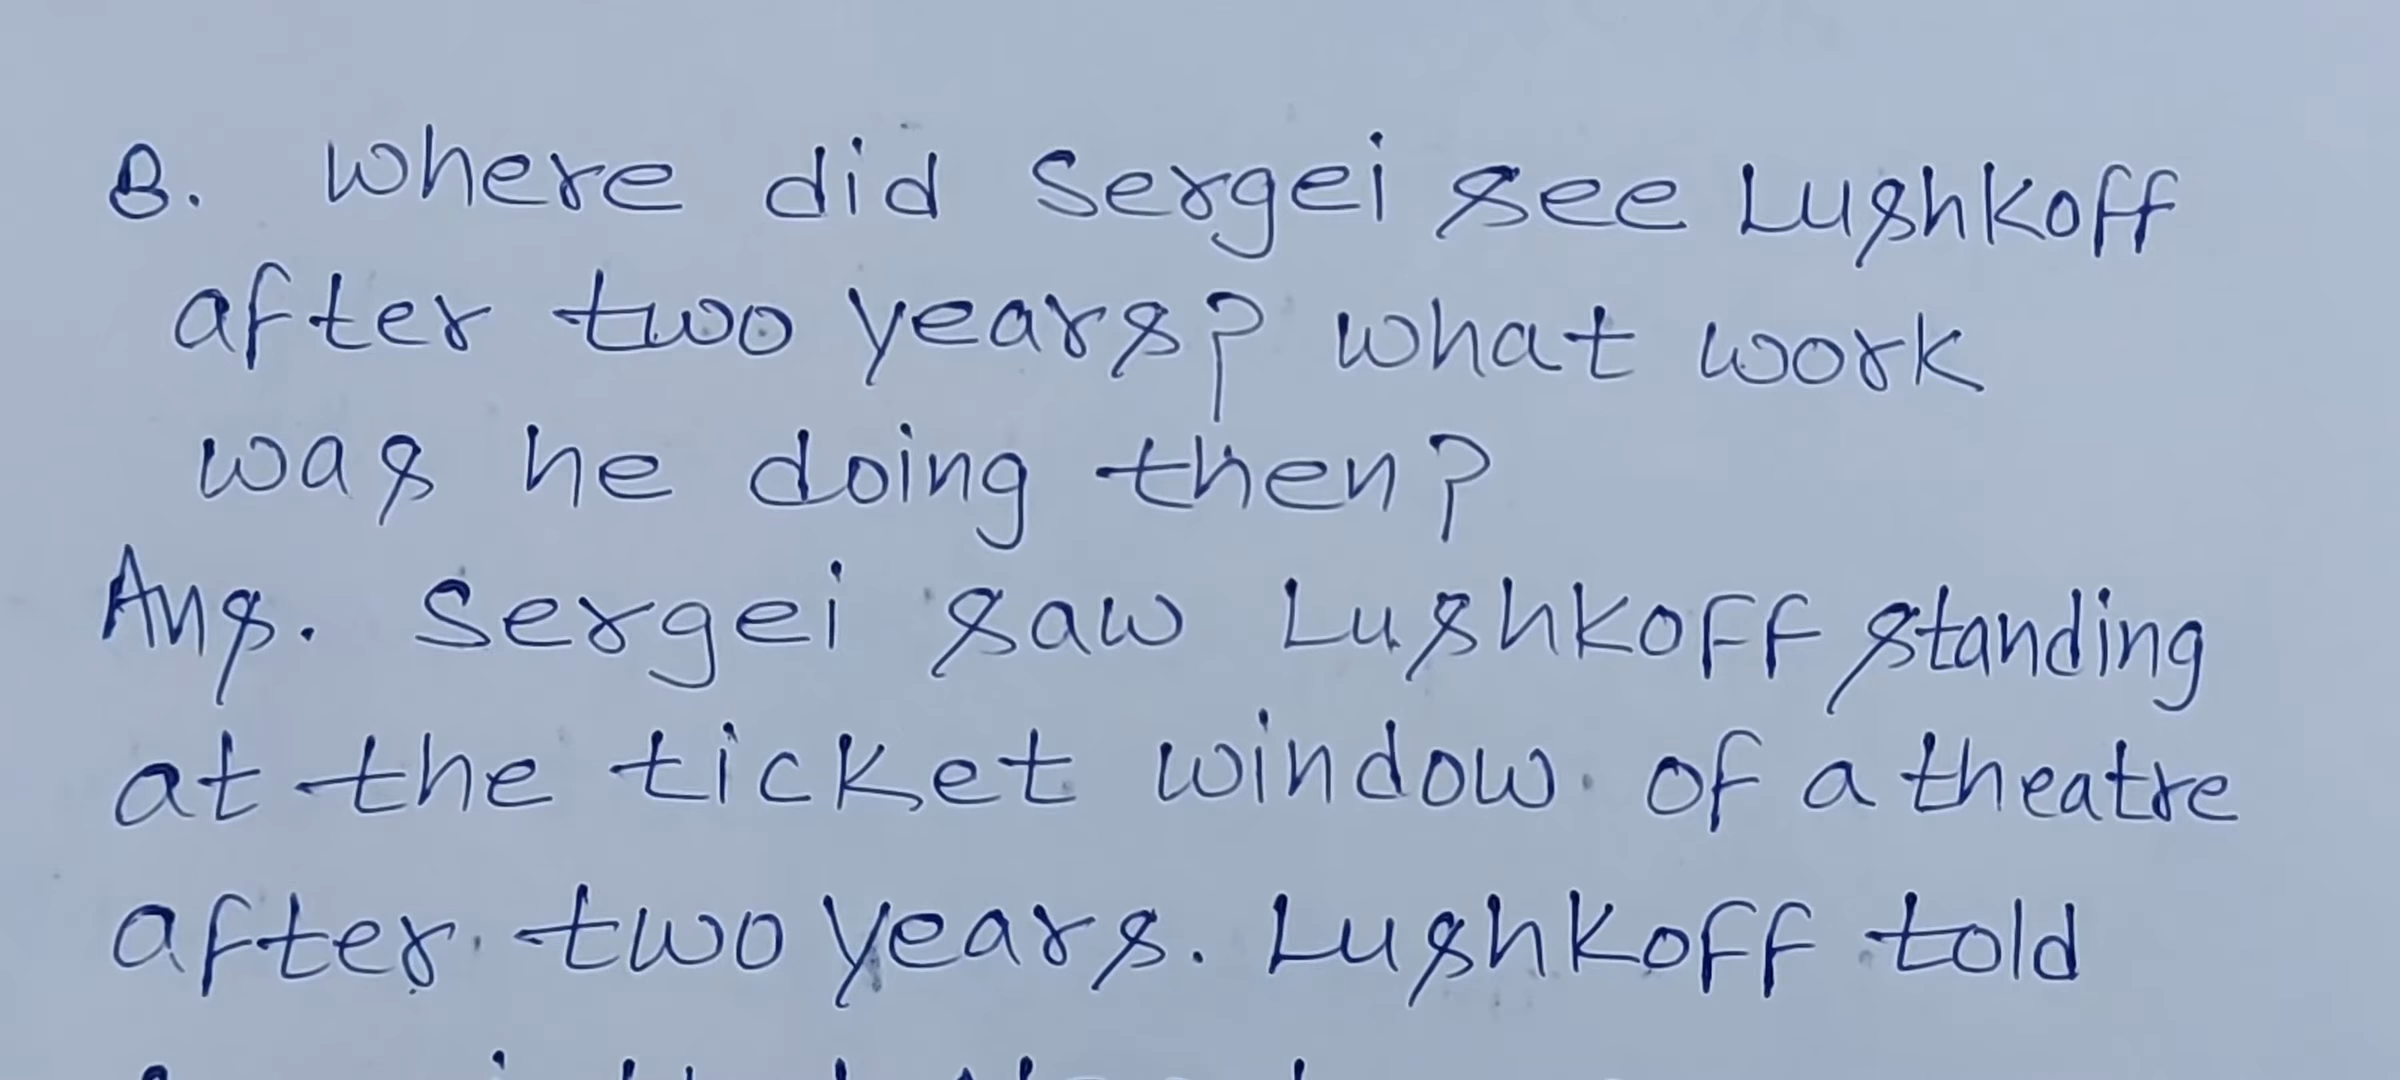 B. Where did Sergei see Lushkoff
after two years? what work
was he doing then?
Ans. Sergei saw Lushkoff standing
at the ticket window of a theatre
after two years. Lushkoff told